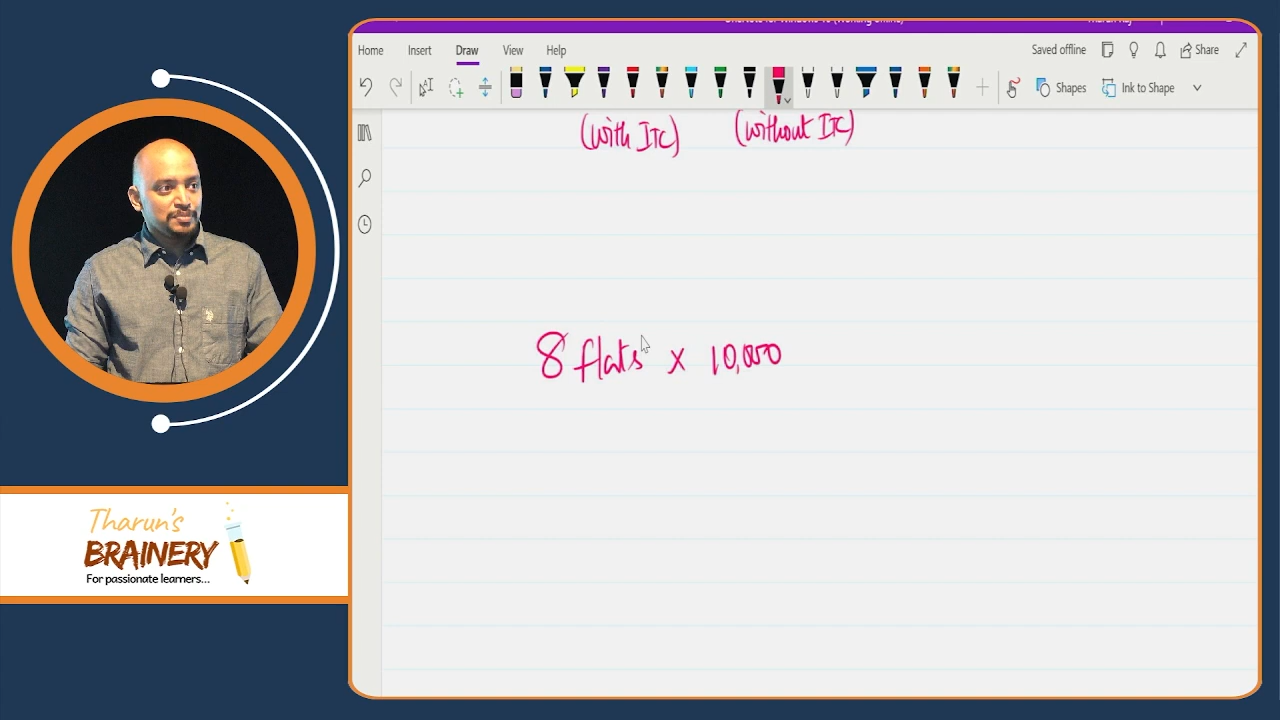 Home Insert Draw View Help Saved offline Share
Shapes Ink to Shape
(with ITC) (without ITC)
8 flats x 10,000
Tharun's
BRAINERY
For passionate learners...